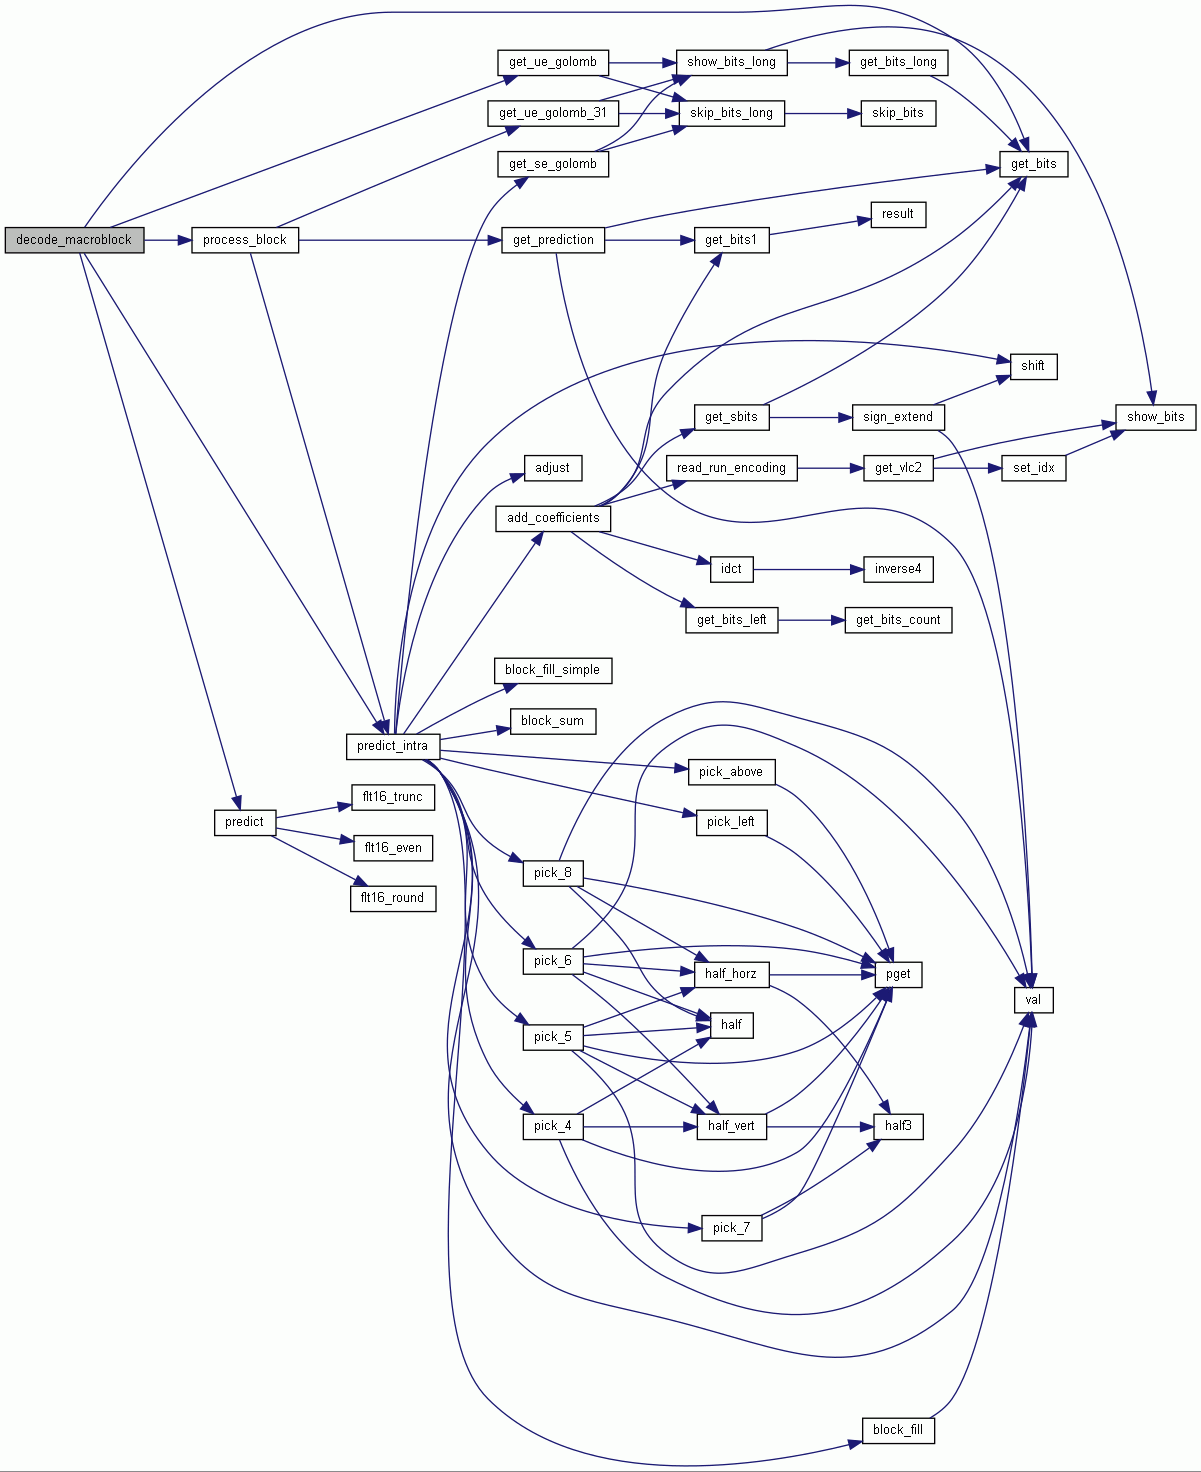 get_ue_golomb
show_bits_long
get_bits_long
get_ue_golomb_31
skip_bits_long
skip_bits
get_se_golomb
get_bits
result
decode_macroblock
process_block
get_prediction
get_bits1
shift
get_sbits
sign_extend
show_bits
adjust
read_run_encoding
get_vlc2
set_idx
add_coefficients
idct
inverse4
get_bits_left
get_bits_count
block_fill_simple
block_sum
predict_intra
pick_above
flt16_trunc
predict
pick_left
flt16_even
pick_8
flt16_round
pick_6
half_horz
pget
val
pick_5
half
pick_4
half_vert
half3
pick_7
block_fill